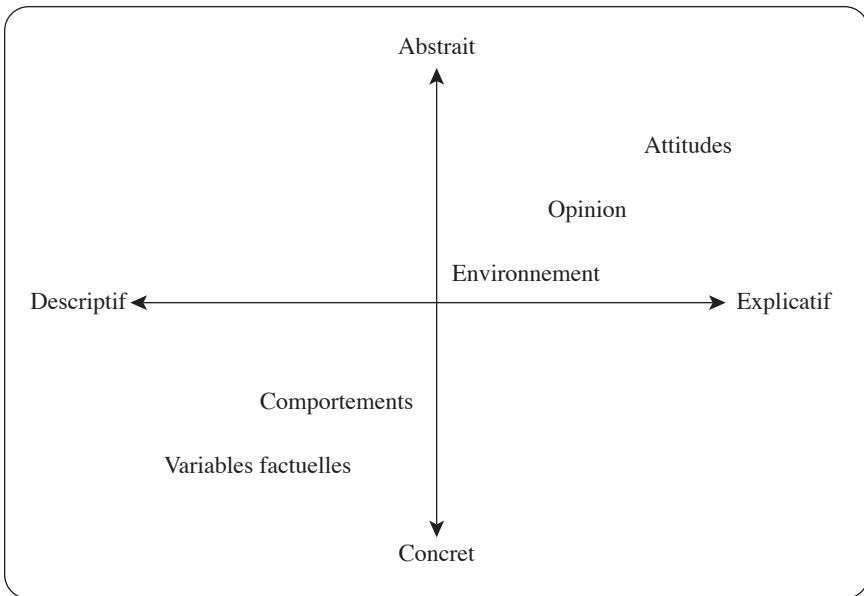 Abstrait
Attitudes
Opinion
Environnement
Descriptif
Explicatif
Comportements
Variables factuelles
Concret